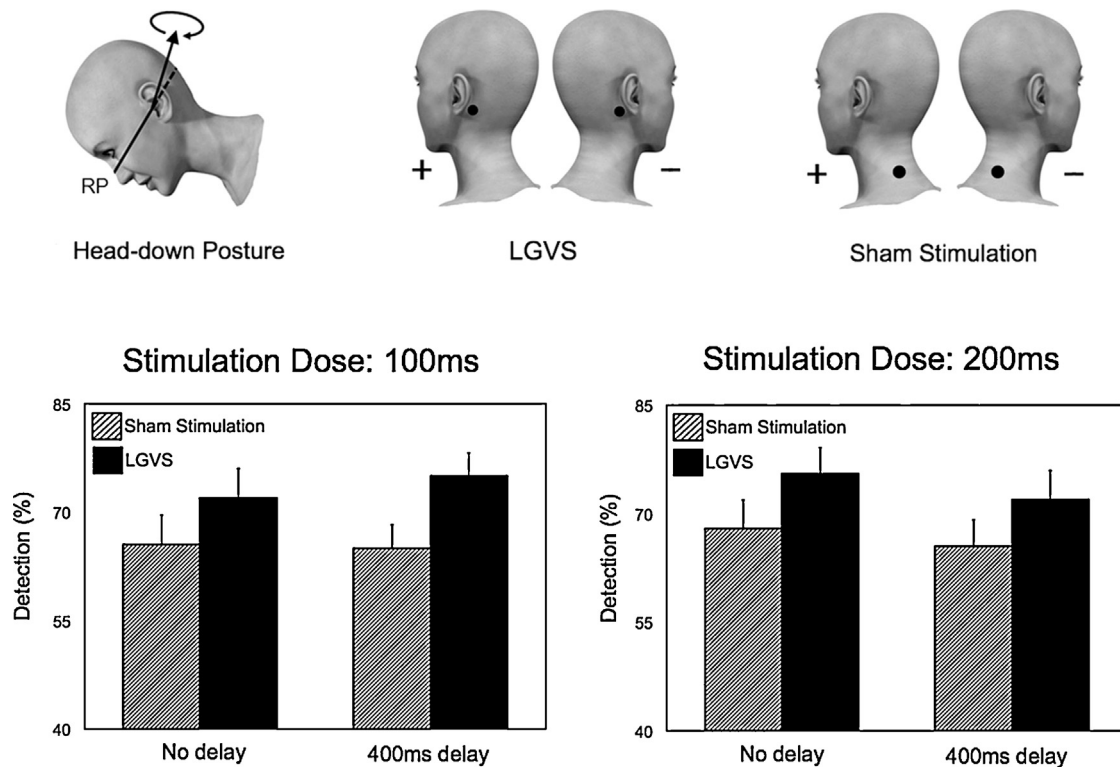 RP
+ −
+ −
Head-down Posture
LGVS
Sham Stimulation
Stimulation Dose: 100ms
85
Sham Stimulation
LGVS
70
55
40
Detection (%)
No delay
400ms delay
Stimulation Dose: 200ms
85
Sham Stimulation
LGVS
70
55
40
Detection (%)
No delay
400ms delay